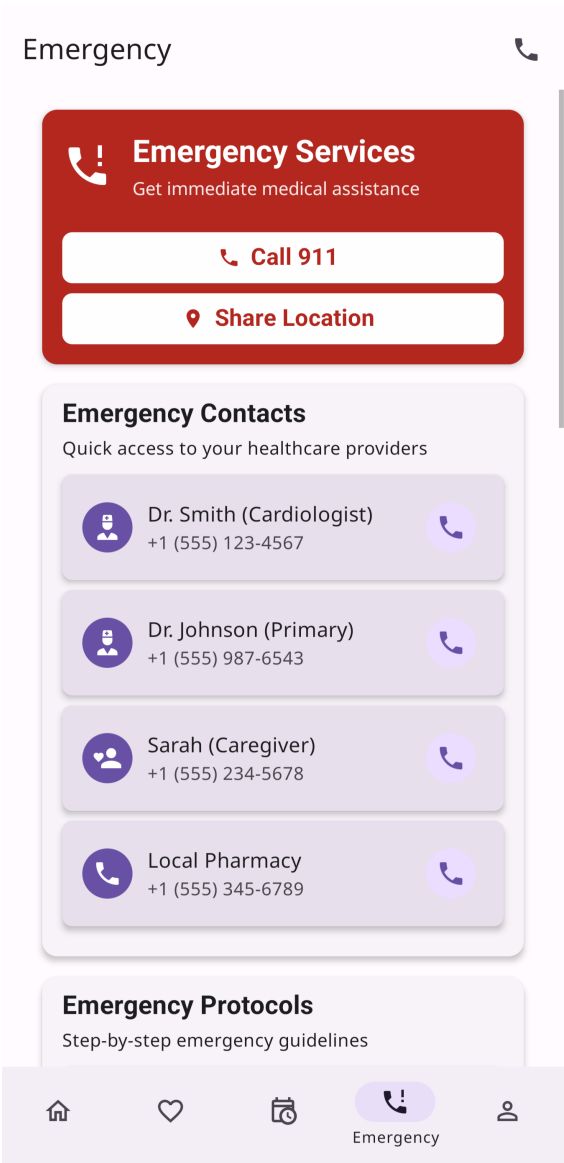 Emergency
Emergency Services
Get immediate medical assistance
Call 911
Share Location
Emergency Contacts
Quick access to your healthcare providers
Dr. Smith (Cardiologist)
+1 (555) 123-4567
Dr. Johnson (Primary)
+1 (555) 987-6543
Sarah (Caregiver)
+1 (555) 234-5678
Local Pharmacy
+1 (555) 345-6789
Emergency Protocols
Step-by-step emergency guidelines
Emergency